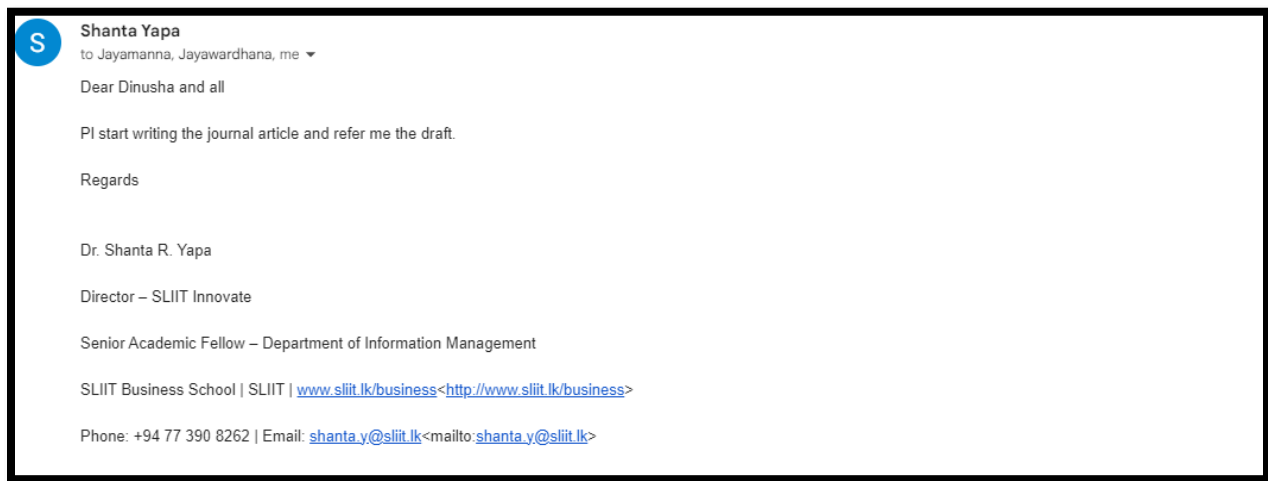 S
Shanta Yapa
to Jayamanna, Jayawardhana, me
Dear Dinusha and all
Pl start writing the journal article and refer me the draft.
Regards
Dr. Shanta R. Yapa
Director – SLIIT Innovate
Senior Academic Fellow – Department of Information Management
SLIIT Business School | SLIIT | www.sliit.lk/business<http://www.sliit.lk/business>
Phone: +94 77 390 8262 | Email: shanta.y@sliit.lk<mailto:shanta.y@sliit.lk>